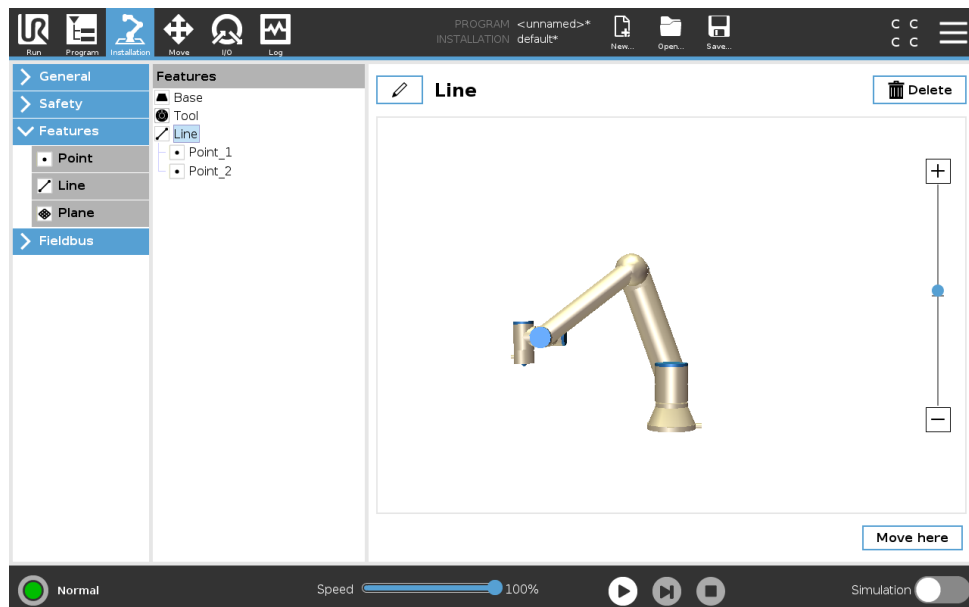 UR
PROGRAM <unnamed>*
INSTALLATION default*
Run Program Installation Move I/O Log New... Open... Save...
C C
C C
General
Safety
Features
Point
Line
Plane
Fieldbus
Features
Base
Tool
Line
Point_1
Point_2
Line
Delete
+
−
Move here
Normal
Speed 100%
Simulation